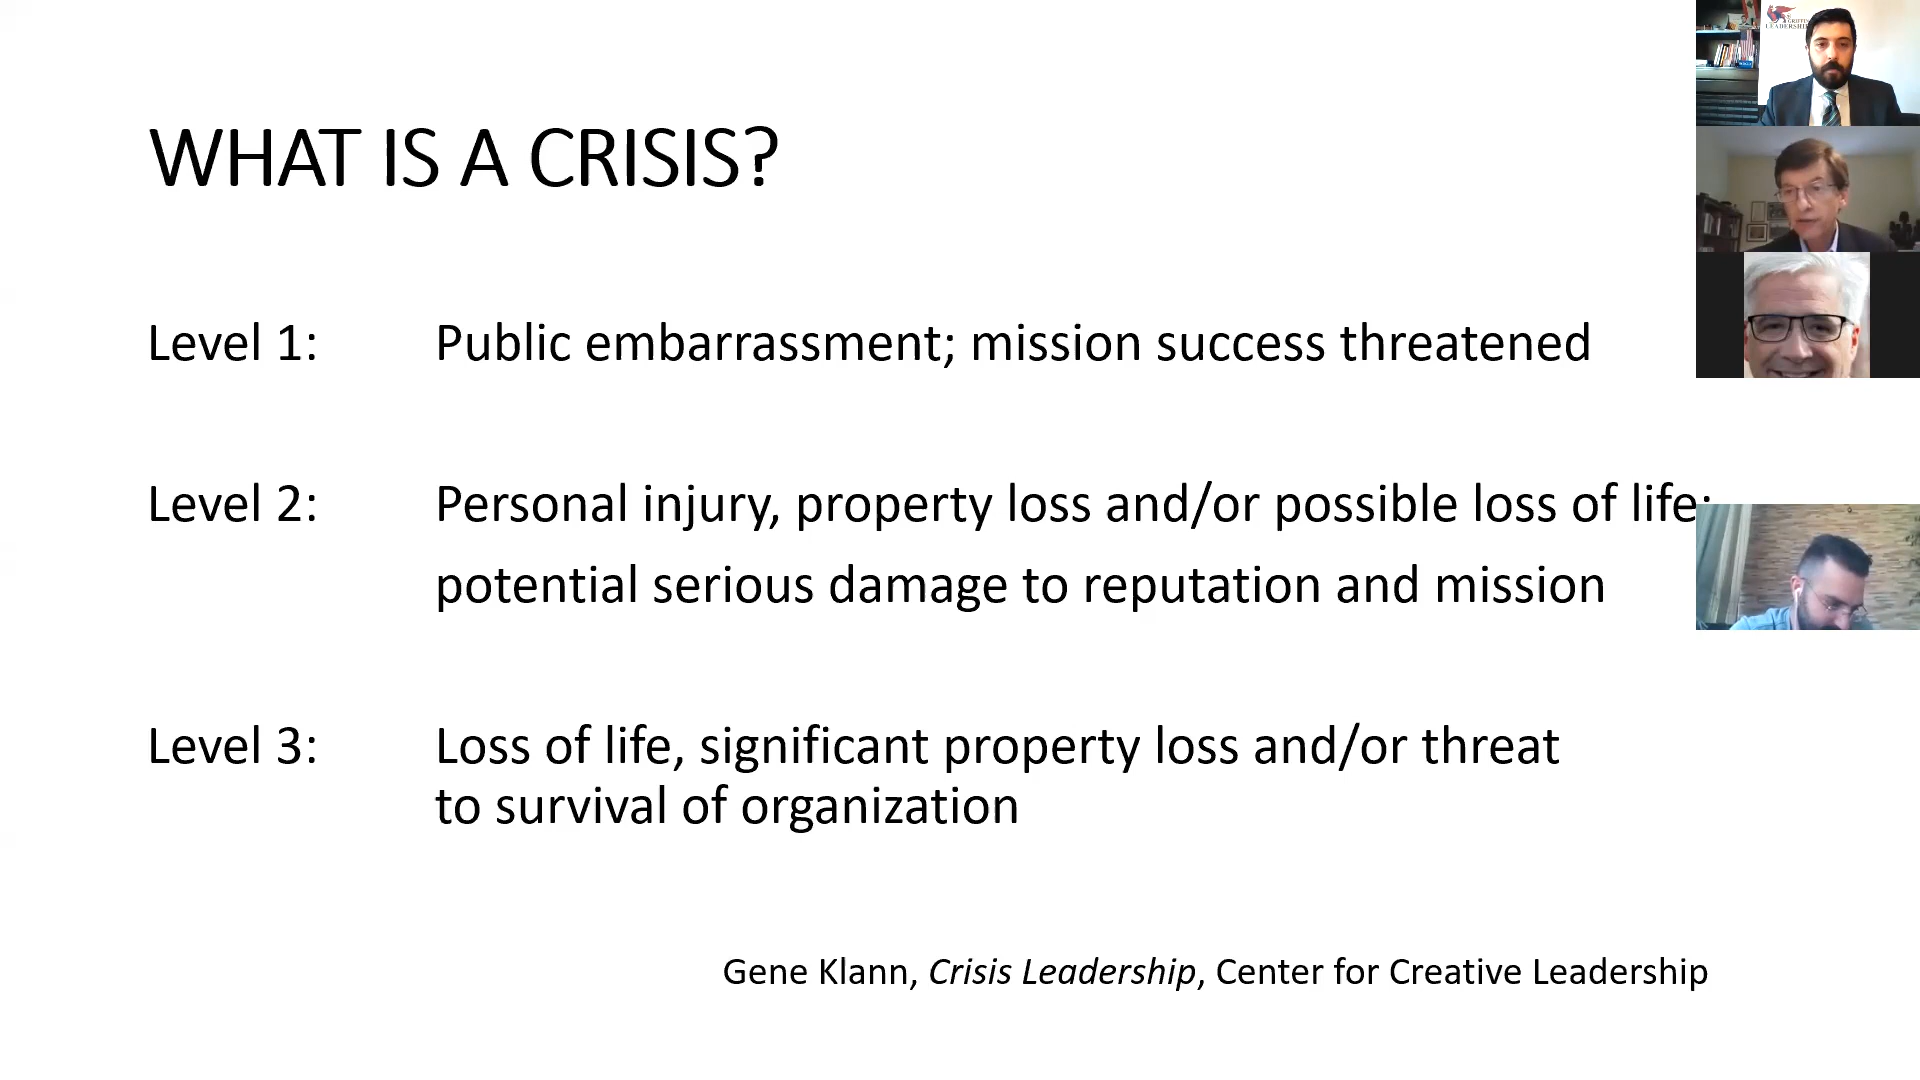 WHAT IS A CRISIS?
Level 1: Public embarrassment; mission success threatened
Level 2: Personal injury, property loss and/or possible loss of life;
potential serious damage to reputation and mission
Level 3: Loss of life, significant property loss and/or threat
to survival of organization
Gene Klann, Crisis Leadership, Center for Creative Leadership